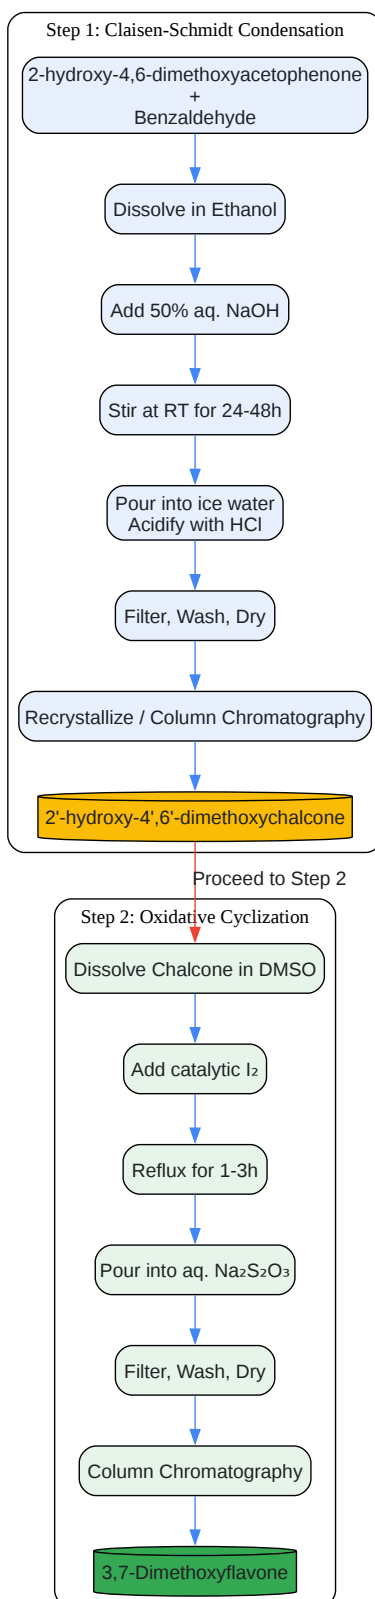 Step 1: Claisen-Schmidt Condensation
2-hydroxy-4,6-dimethoxyacetophenone
+
Benzaldehyde
Dissolve in Ethanol
Add 50% aq. NaOH
Stir at RT for 24-48h
Pour into ice water
Acidify with HCl
Filter, Wash, Dry
Recrystallize / Column Chromatography
2'-hydroxy-4',6'-dimethoxychalcone
Proceed to Step 2
Step 2: Oxidative Cyclization
Dissolve Chalcone in DMSO
Add catalytic I₂
Reflux for 1-3h
Pour into aq. Na₂S₂O₃
Filter, Wash, Dry
Column Chromatography
3,7-Dimethoxyflavone